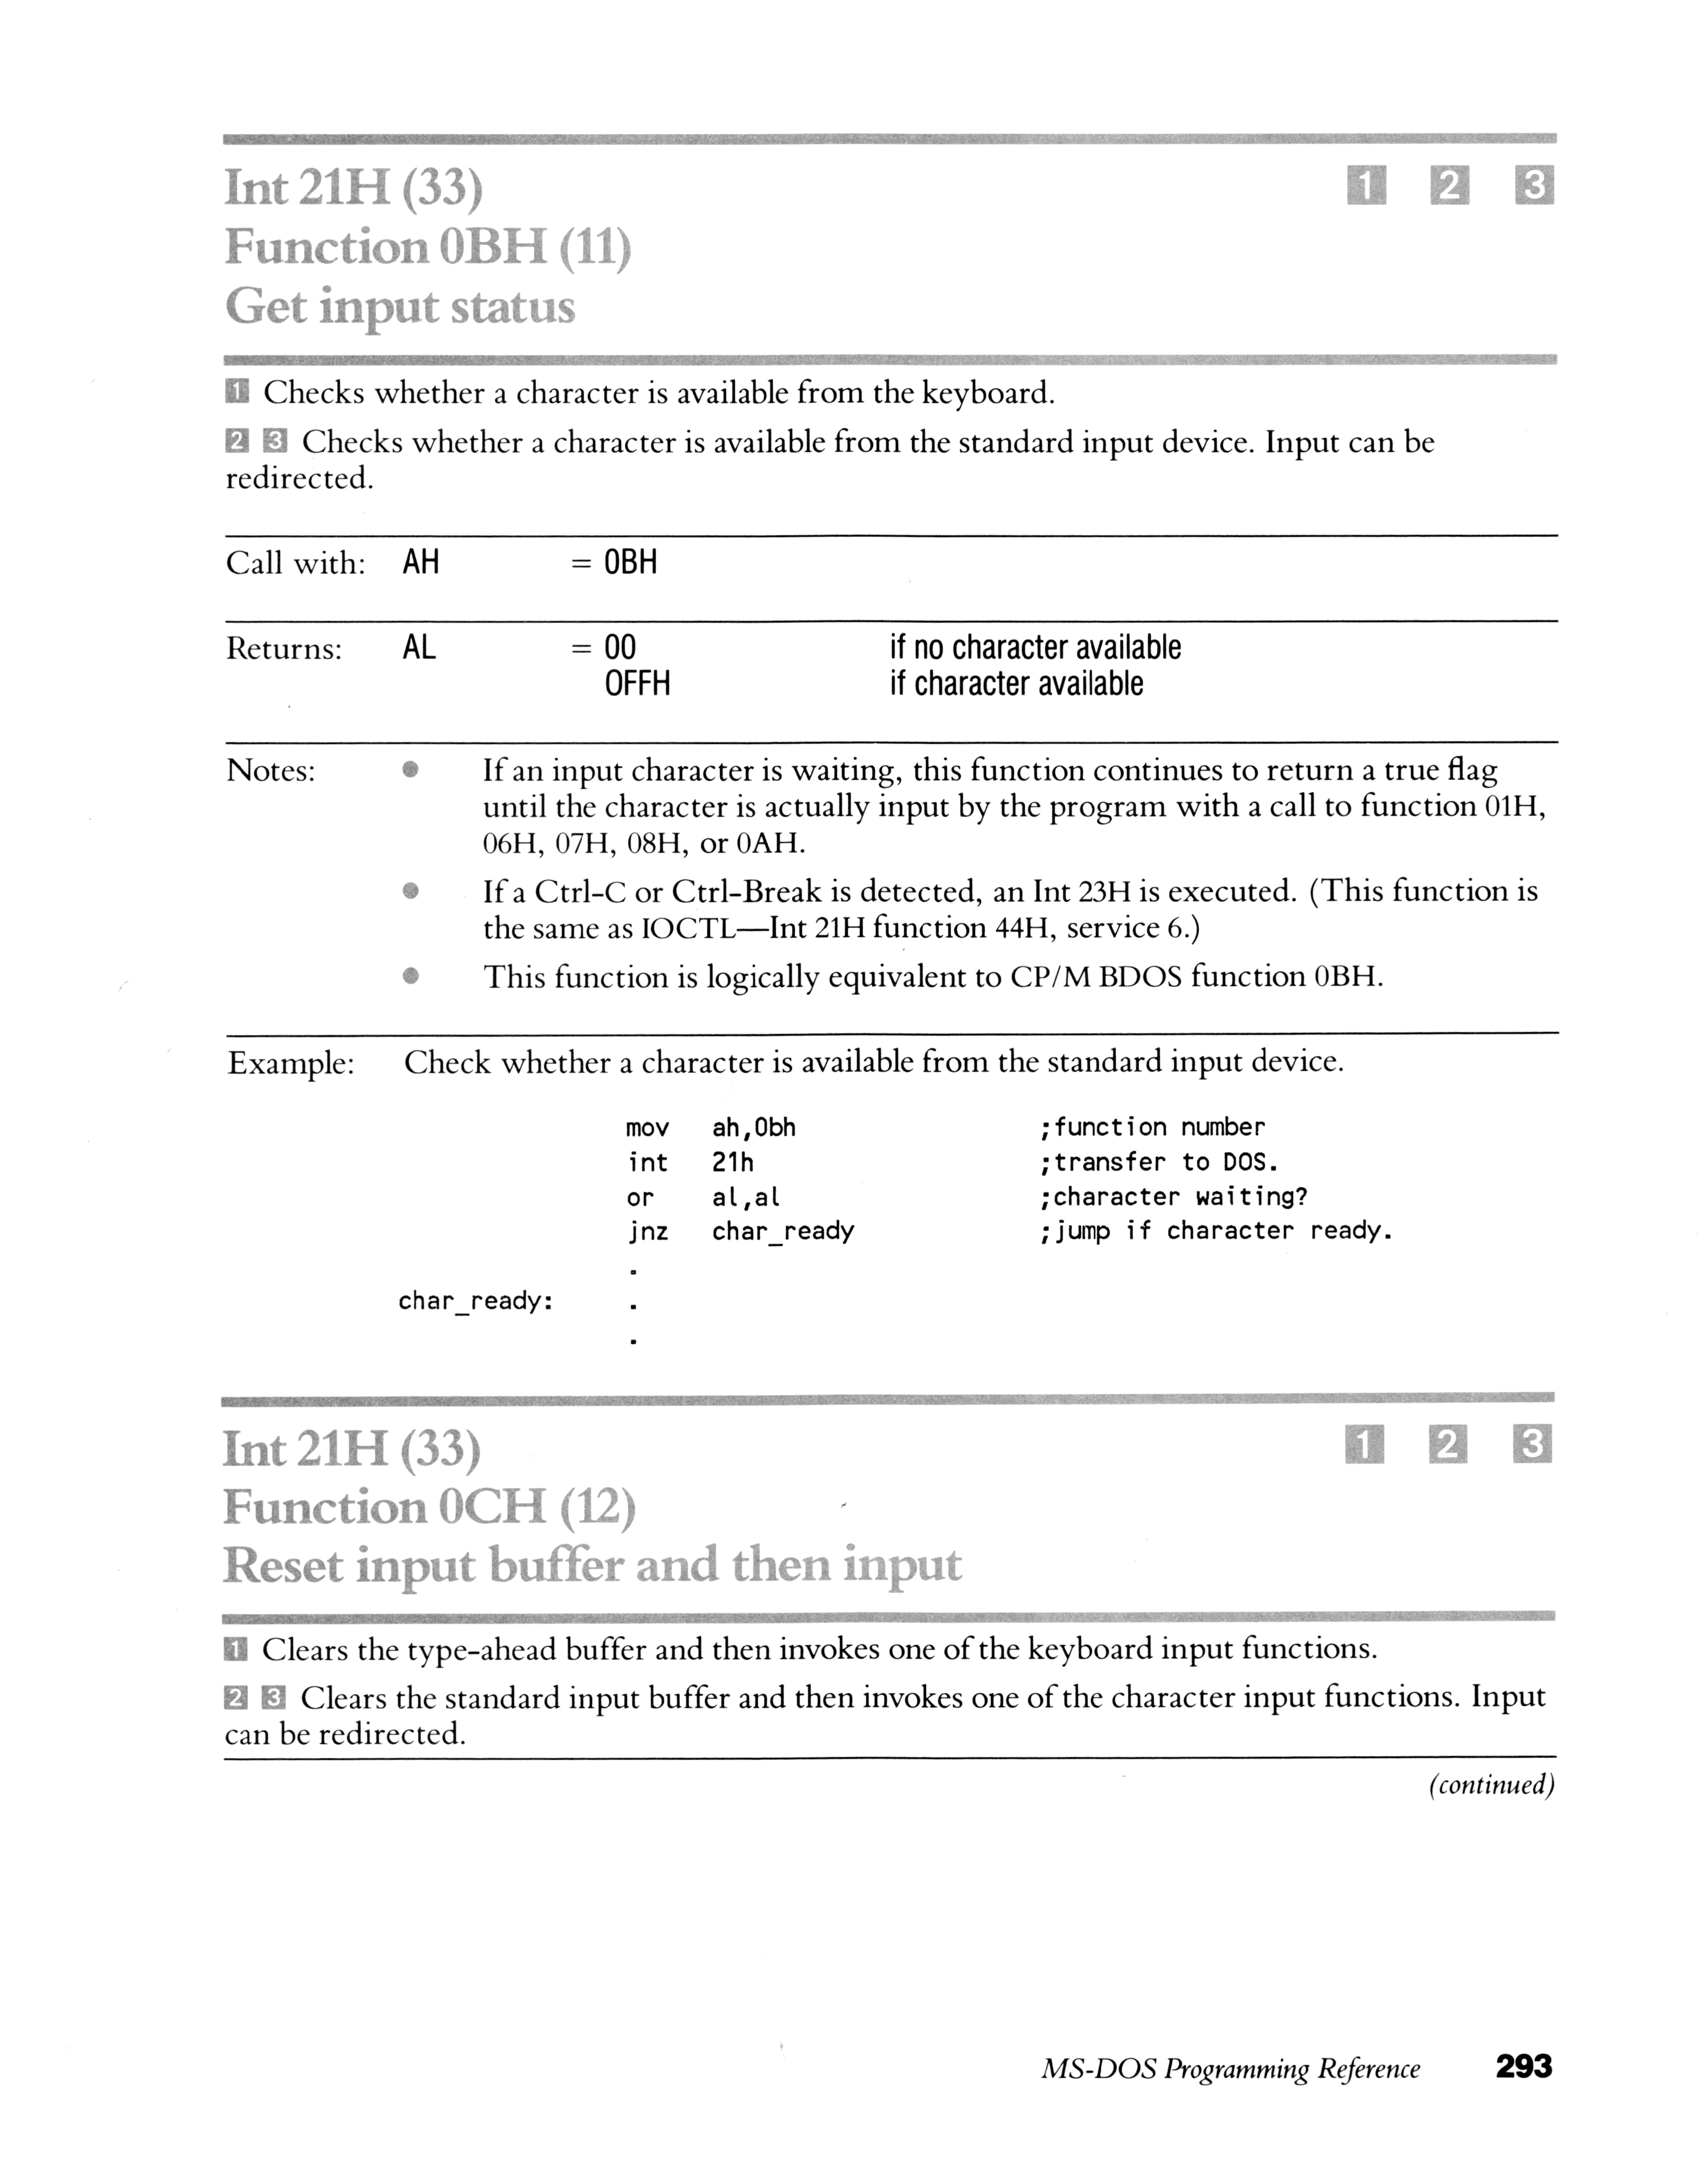 Int 21H (33) 1 2 3
Function 0BH (11)
Get input status
1 Checks whether a character is available from the keyboard.
2 3 Checks whether a character is available from the standard input device. Input can be
redirected.
Call with: AH = 0BH
Returns: AL = 00 if no character available
0FFH if character available
Notes: • If an input character is waiting, this function continues to return a true flag
until the character is actually input by the program with a call to function 01H,
06H, 07H, 08H, or 0AH.
• If a Ctrl-C or Ctrl-Break is detected, an Int 23H is executed. (This function is
the same as IOCTL—Int 21H function 44H, service 6.)
• This function is logically equivalent to CP/M BDOS function 0BH.
Example: Check whether a character is available from the standard input device.
mov ah,0bh ;function number
int 21h ;transfer to DOS.
or al,al ;character waiting?
jnz char_ready ;jump if character ready.
.
char_ready: .
.
Int 21H (33) 1 2 3
Function 0CH (12)
Reset input buffer and then input
1 Clears the type-ahead buffer and then invokes one of the keyboard input functions.
2 3 Clears the standard input buffer and then invokes one of the character input functions. Input
can be redirected.
(continued)
MS-DOS Programming Reference 293